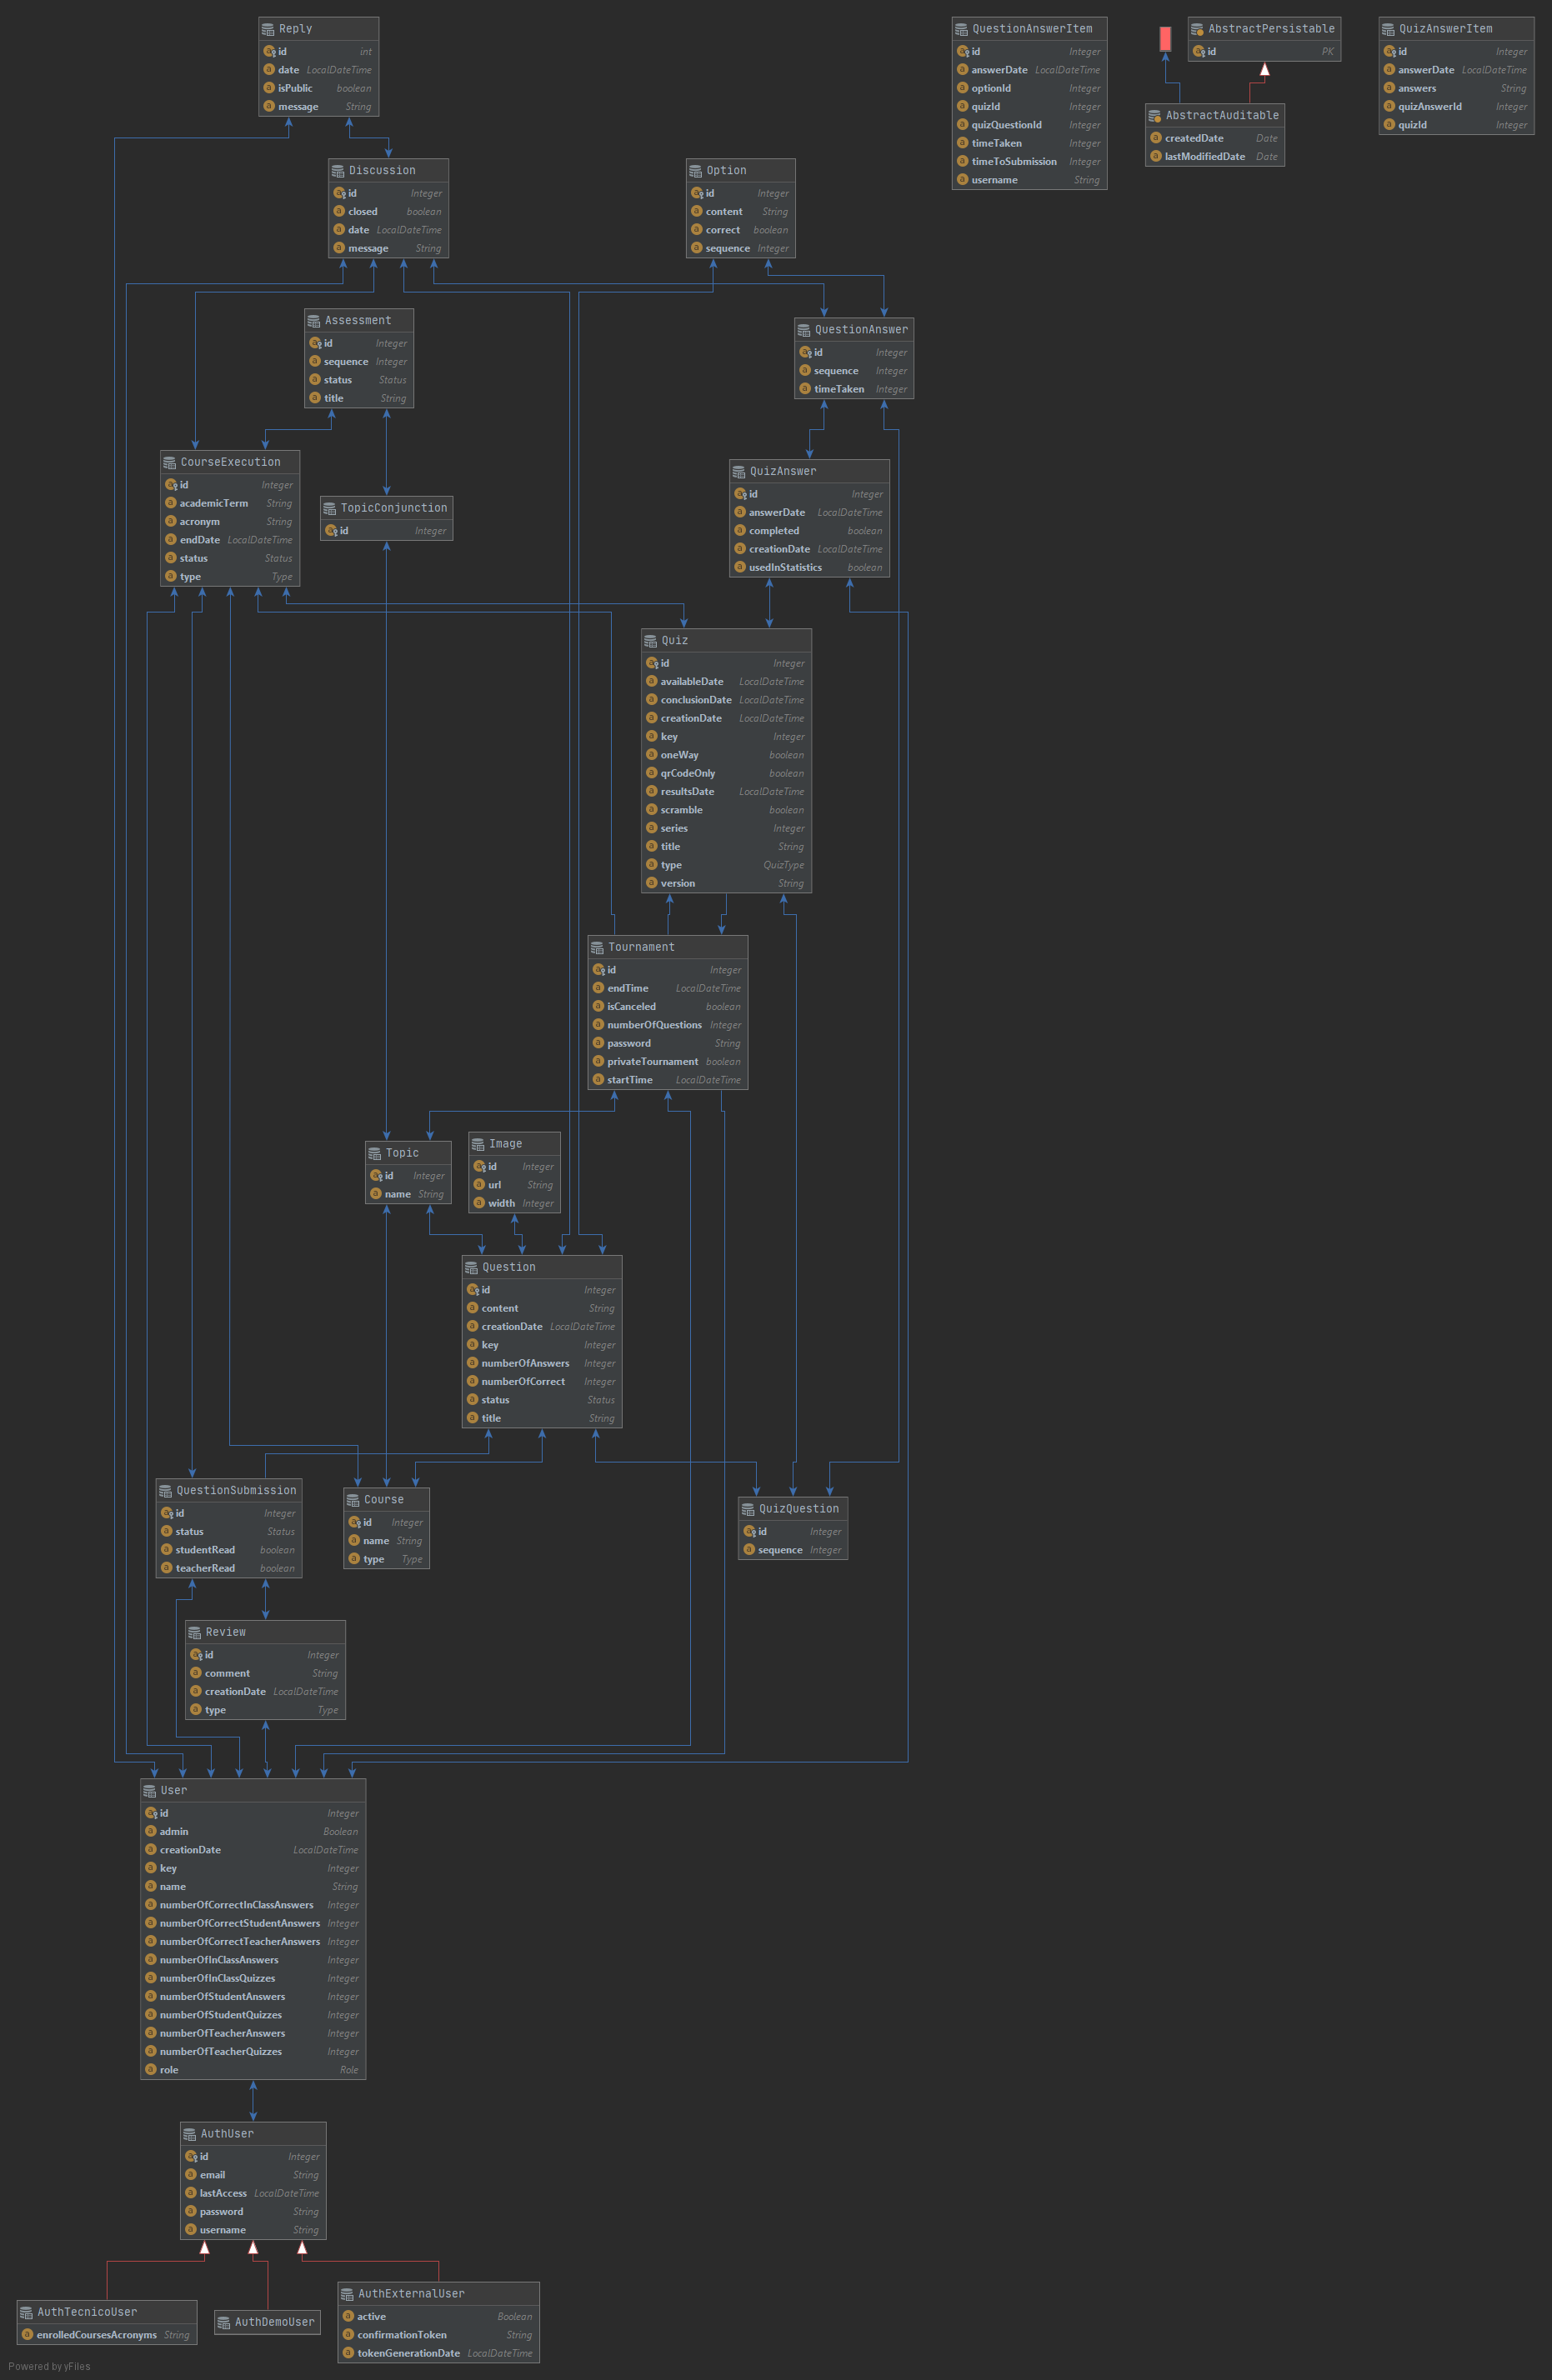 Reply
id int
date LocalDateTime
isPublic boolean
message String
QuestionAnswerItem
id Integer
answerDate LocalDateTime
optionId Integer
quizId Integer
quizQuestionId Integer
timeTaken Integer
timeToSubmission Integer
username String
AbstractPersistable
id PK
AbstractAuditable
createdDate Date
lastModifiedDate Date
QuizAnswerItem
id Integer
answerDate LocalDateTime
answers String
quizAnswerId Integer
quizId Integer
Discussion
id Integer
closed boolean
date LocalDateTime
message String
Option
id Integer
content String
correct boolean
sequence Integer
Assessment
id Integer
sequence Integer
status Status
title String
QuestionAnswer
id Integer
sequence Integer
timeTaken Integer
CourseExecution
id Integer
academicTerm String
acronym String
endDate LocalDateTime
status Status
type Type
TopicConjunction
id Integer
QuizAnswer
id Integer
answerDate LocalDateTime
completed boolean
creationDate LocalDateTime
usedInStatistics boolean
Quiz
id Integer
availableDate LocalDateTime
conclusionDate LocalDateTime
creationDate LocalDateTime
key Integer
oneWay boolean
qrCodeOnly boolean
resultsDate LocalDateTime
scramble boolean
series Integer
title String
type QuizType
version String
Tournament
id Integer
endTime LocalDateTime
isCanceled boolean
numberOfQuestions Integer
password String
privateTournament boolean
startTime LocalDateTime
Topic
id Integer
name String
Image
id Integer
url String
width Integer
Question
id Integer
content String
creationDate LocalDateTime
key Integer
numberOfAnswers Integer
numberOfCorrect Integer
status Status
title String
QuestionSubmission
id Integer
status Status
studentRead boolean
teacherRead boolean
Course
id Integer
name String
type Type
QuizQuestion
id Integer
sequence Integer
Review
id Integer
comment String
creationDate LocalDateTime
type Type
User
id Integer
admin Boolean
creationDate LocalDateTime
key Integer
name String
numberOfCorrectInClassAnswers Integer
numberOfCorrectStudentAnswers Integer
numberOfCorrectTeacherAnswers Integer
numberOfInClassAnswers Integer
numberOfInClassQuizzes Integer
numberOfStudentAnswers Integer
numberOfStudentQuizzes Integer
numberOfTeacherAnswers Integer
numberOfTeacherQuizzes Integer
role Role
AuthUser
id Integer
email String
lastAccess LocalDateTime
password String
username String
AuthTecnicoUser
enrolledCoursesAcronyms String
AuthDemoUser
AuthExternalUser
active Boolean
confirmationToken String
tokenGenerationDate LocalDateTime
Powered by yFiles